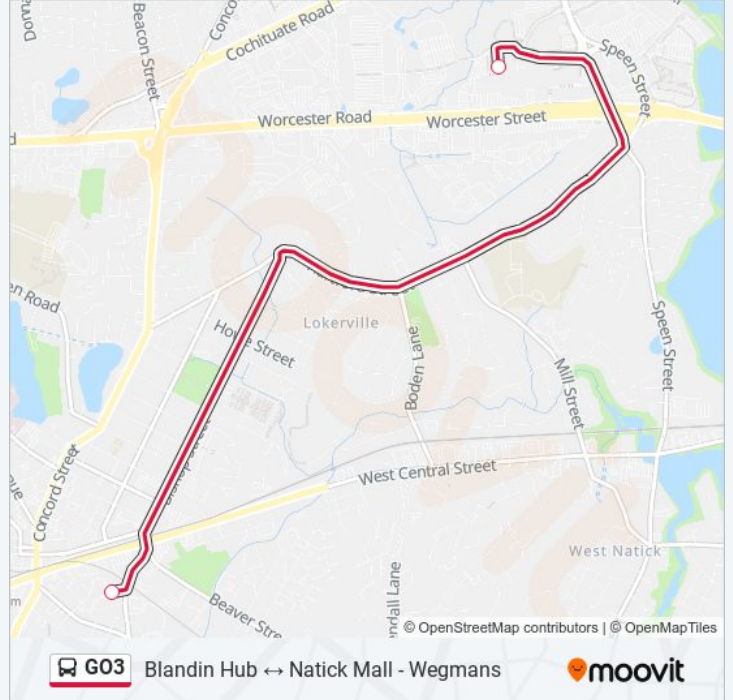 Cochituate Road
Beacon Street
Speen Street
Worcester Road
Worcester Street
en Road
Lokerville
Howe Street
Boden Lane
Speen Street
Mill Street
Concord Street
West Central Street
West Natick
Beaver Stre
ndall Lane
m
© OpenStreetMap contributors | © OpenMapTiles
GO3
Blandin Hub ↔ Natick Mall - Wegmans
moovit